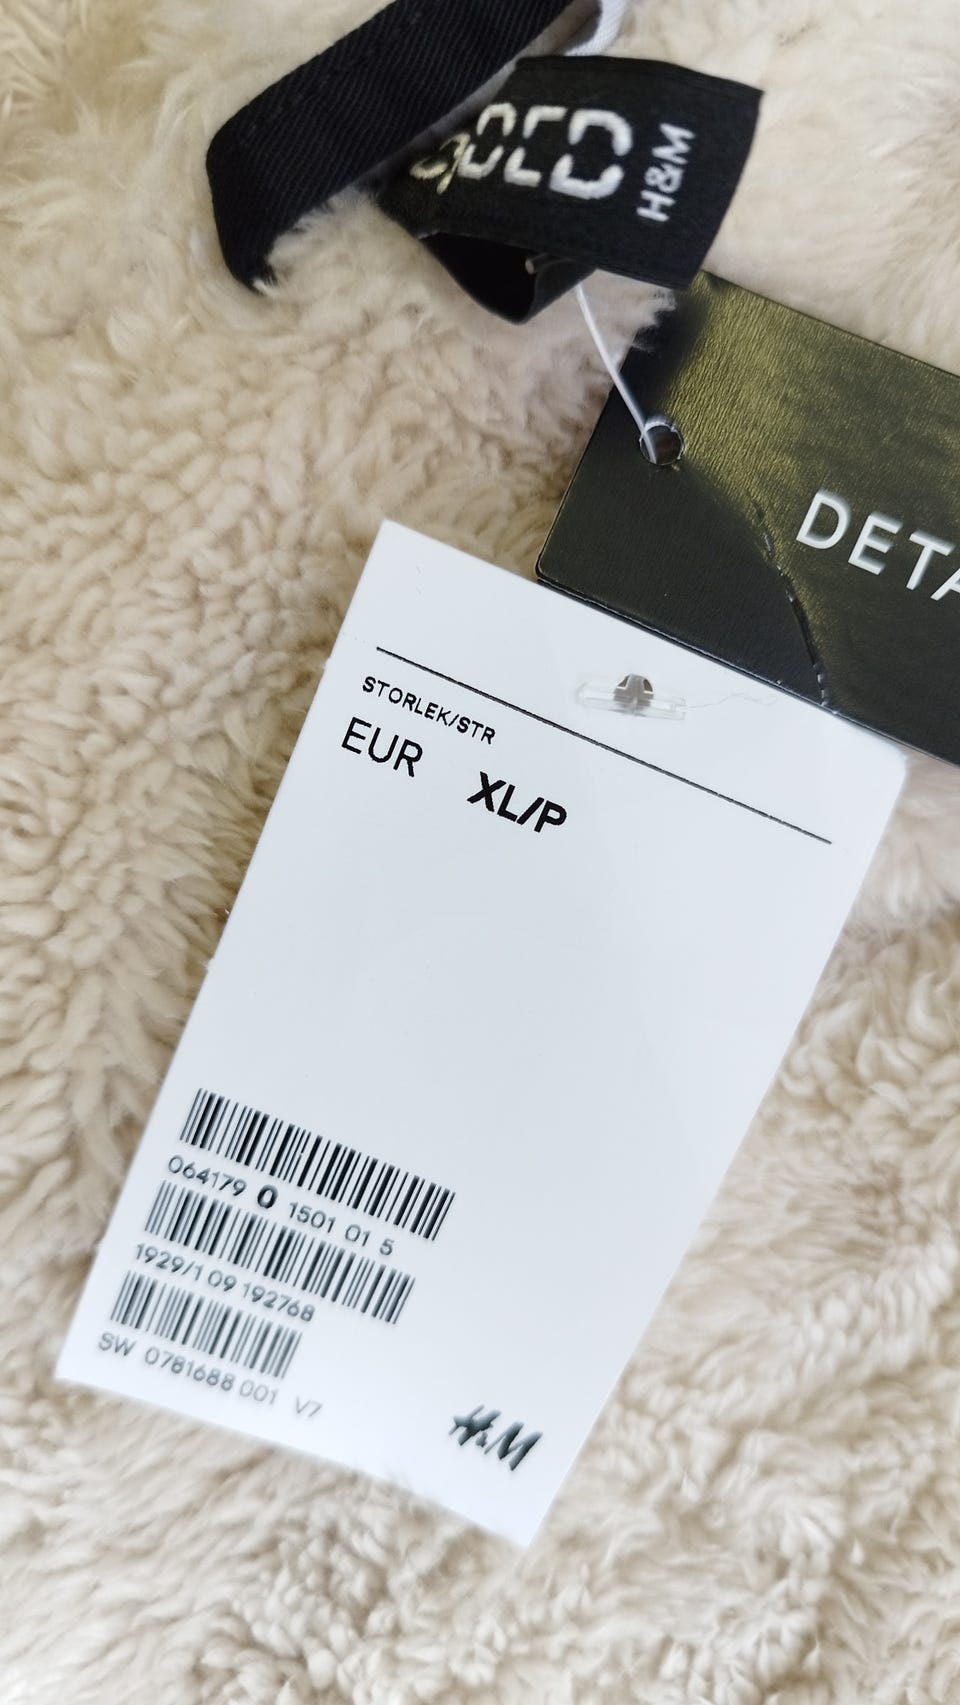 H&M
DETA
STORLEK/STR
EUR XL/P
064179 0 1501 01 5
1929/1 09 192768
SW 0781688 001 V7
H&M